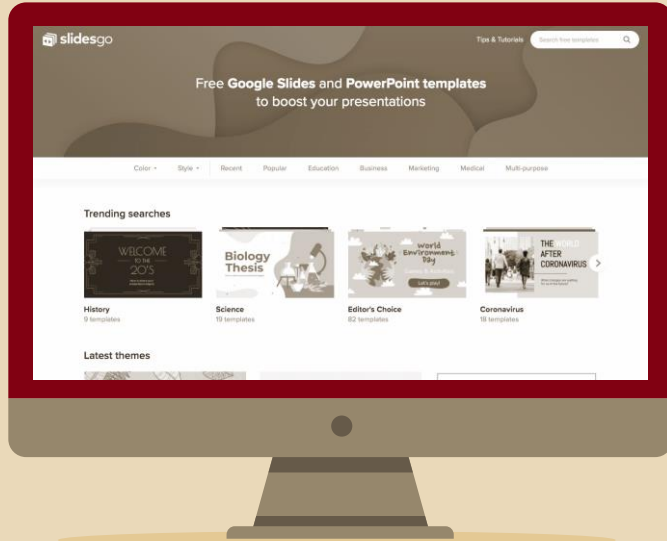 slidesgo
Tips & Tutorials
Search free templates
Free Google Slides and PowerPoint templates
to boost your presentations
Color
Style
Recent
Popular
Education
Business
Marketing
Medical
Multi-purpose
Trending searches
WELCOME
TO THE
20'S
Biology
Thesis
World
Environment
Day
Let's play!
THE WORLD
AFTER
CORONAVIRUS
History
9 templates
Science
19 templates
Editor's Choice
82 templates
Coronavirus
18 templates
Latest themes